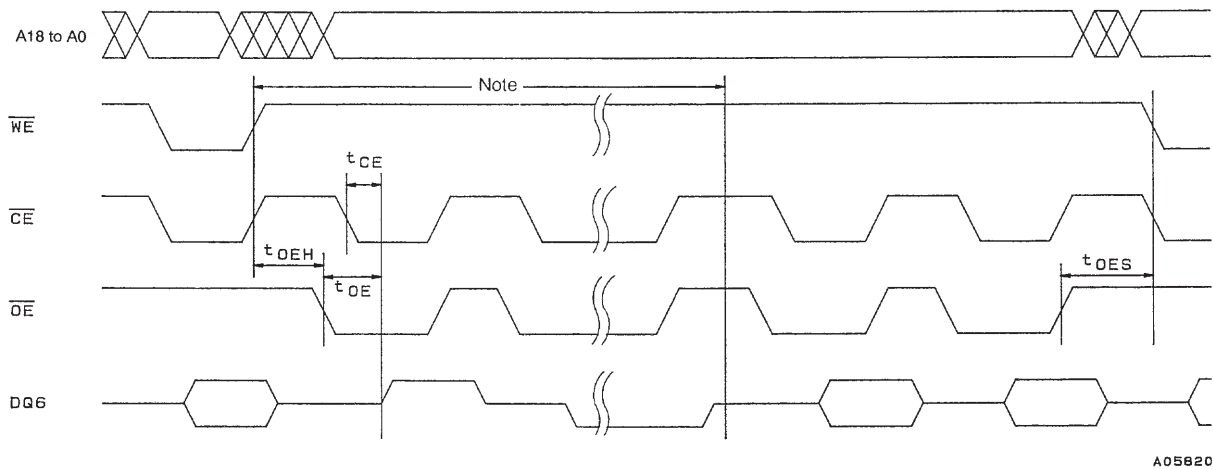 A18 to A0
Note
WE
tCE
CE
tOEH
tOE
tOES
OE
DQ6
A05820